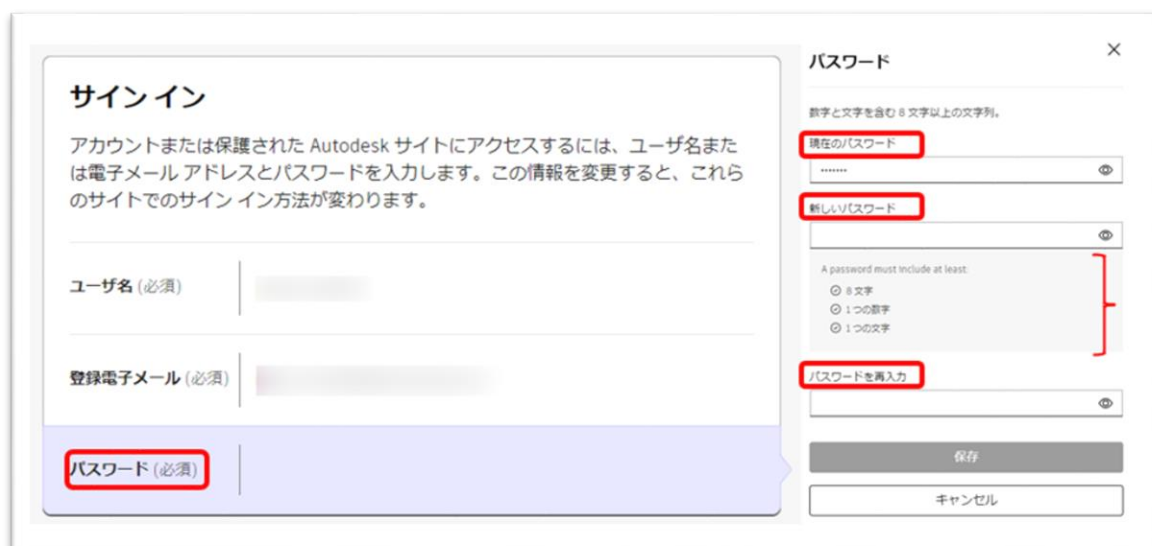 サイン イン
アカウントまたは保護された Autodesk サイトにアクセスするには、ユーザ名また
は電子メール アドレスとパスワードを入力します。この情報を変更すると、これら
のサイトでのサイン イン方法が変わります。
ユーザ名 (必須)
登録電子メール (必須)
パスワード (必須)
パスワード
数字と文字を含む 8 文字以上の文字列。
現在のパスワード
新しいパスワード
A password must include at least:
8 文字
1 つの数字
1 つの文字
パスワードを再入力
保存
キャンセル